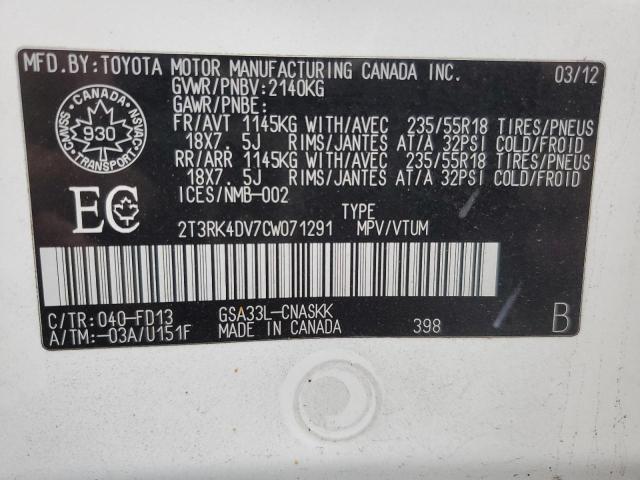 MFD.BY:TOYOTA MOTOR MANUFACTURING CANADA INC. 03/12
GVWR/PNBV:2140KG
GAWR/PNBE:
FR/AVT 1145KG WITH/AVEC 235/55R18 TIRES/PNEUS
18X7.5J RIMS/JANTES AT/A 32PSI COLD/FROID
RR/ARR 1145KG WITH/AVEC 235/55R18 TIRES/PNEUS
18X7.5J RIMS/JANTES AT/A 32PSI COLD/FROID
ICES/NMB-002
CANADA
CMVSS 930 NSVAC
TRANSPORT
EC
TYPE
2T3RK4DV7CW071291 MPV/VTUM
C/TR:040-FD13 GSA33L-CNASKK
A/TM:-03A/U151F MADE IN CANADA 398 B